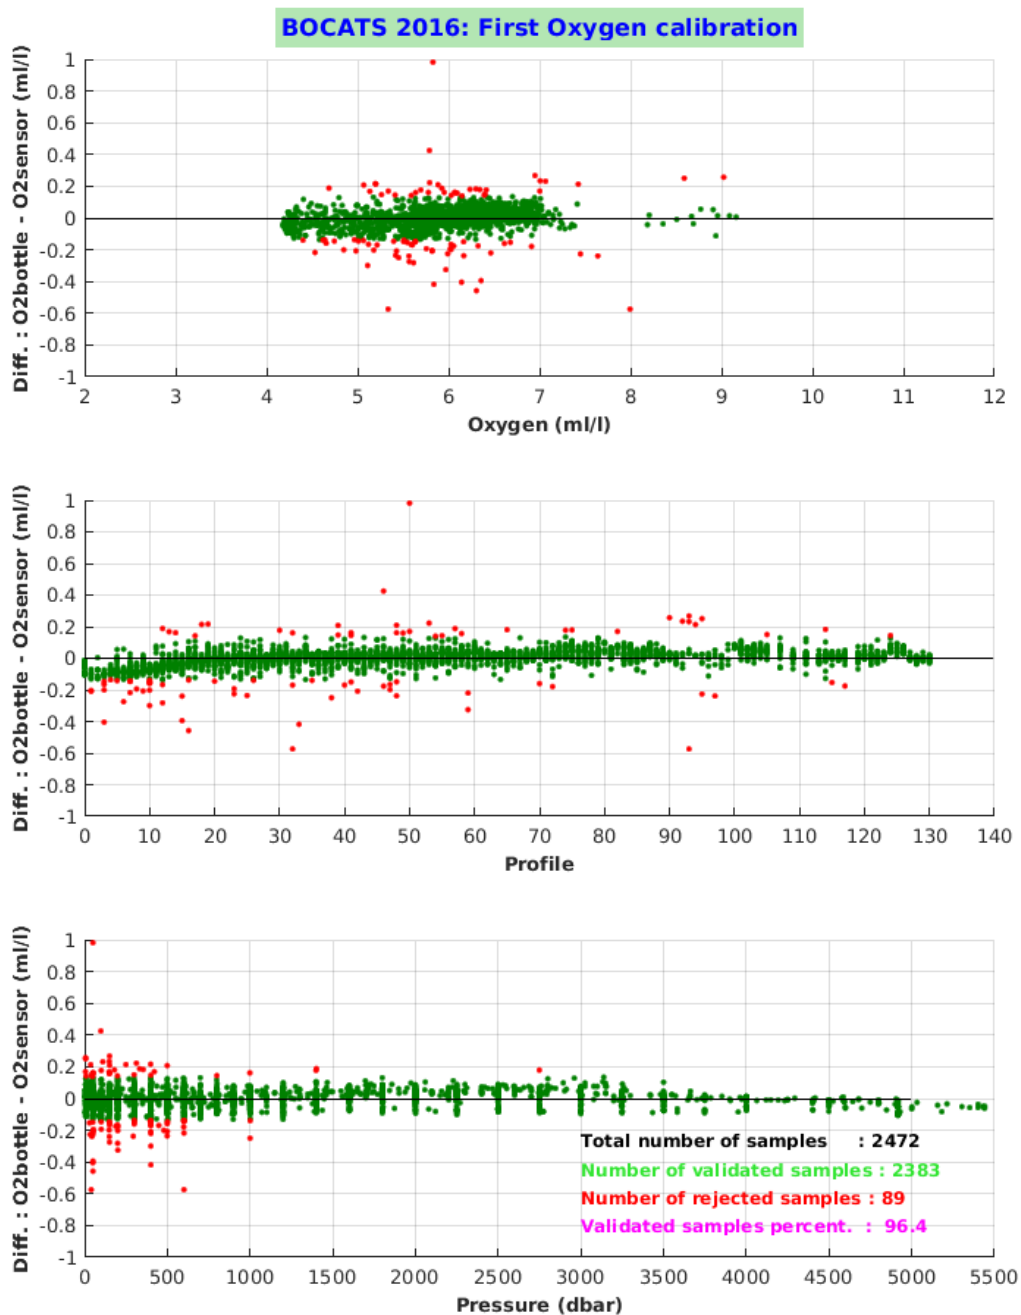 BOCATS 2016: First Oxygen calibration
Diff. : O2bottle - O2sensor (ml/l)
1
0.8
0.6
0.4
0.2
0
-0.2
-0.4
-0.6
-0.8
-1
2 3 4 5 6 7 8 9 10 11 12
Oxygen (ml/l)
Diff. : O2bottle - O2sensor (ml/l)
1
0.8
0.6
0.4
0.2
0
-0.2
-0.4
-0.6
-0.8
-1
0 10 20 30 40 50 60 70 80 90 100 110 120 130 140
Profile
Diff. : O2bottle - O2sensor (ml/l)
1
0.8
0.6
0.4
0.2
0
-0.2
-0.4
-0.6
-0.8
-1
Total number of samples : 2472
Number of validated samples : 2383
Number of rejected samples : 89
Validated samples percent. : 96.4
0 500 1000 1500 2000 2500 3000 3500 4000 4500 5000 5500
Pressure (dbar)